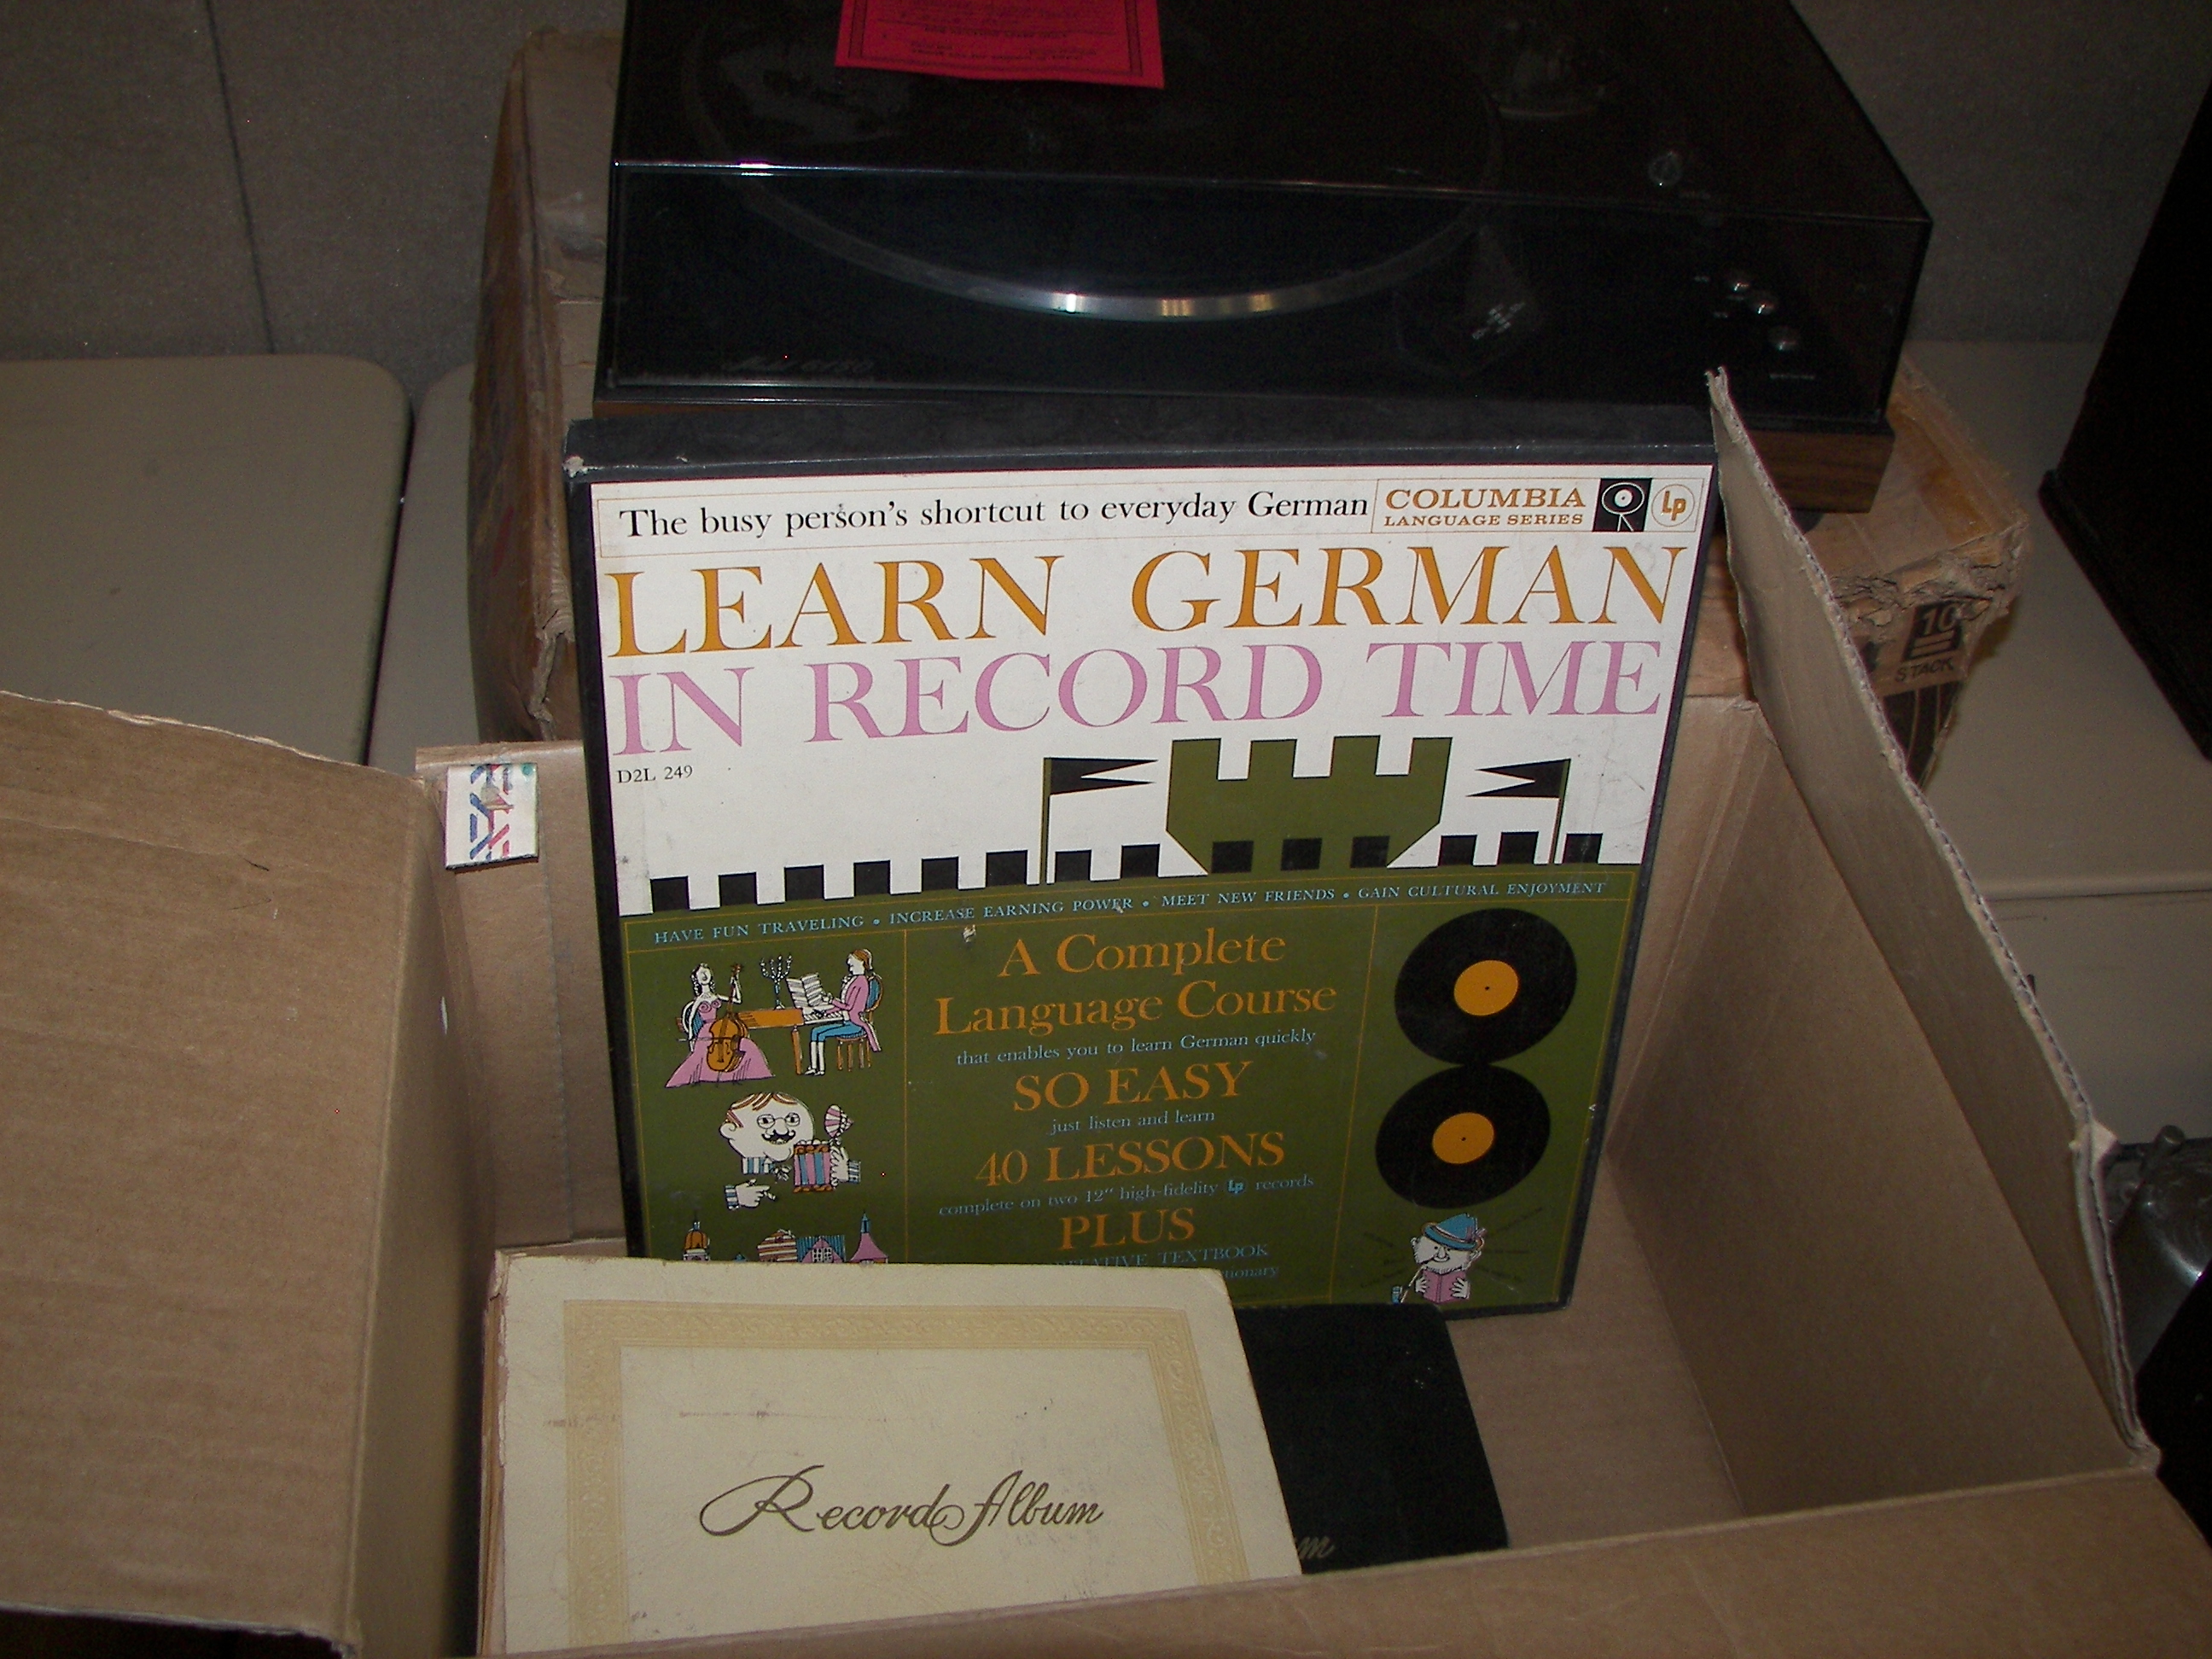 The busy person's shortcut to everyday German
COLUMBIA
LANGUAGE SERIES
Lp
LEARN GERMAN
IN RECORD TIME
D2L 249
HAVE FUN TRAVELING • INCREASE EARNING POWER • MEET NEW FRIENDS • GAIN CULTURAL ENJOYMENT
A Complete
Language Course
that enables you to learn German quickly
SO EASY
just listen and learn
40 LESSONS
complete on two 12" high-fidelity Lp records
PLUS
TEXTBOOK
10
STACK
Record Album